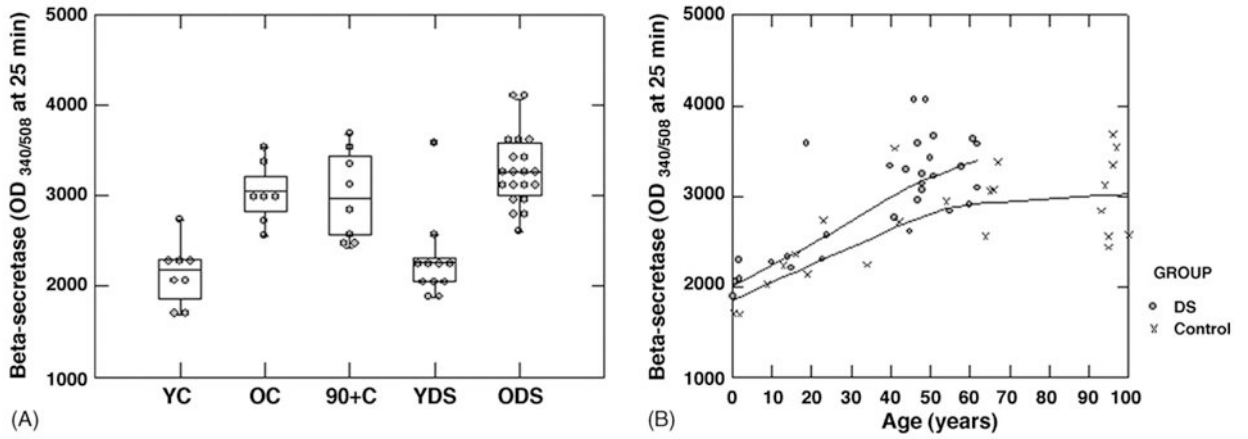 5000
4000
3000
2000
1000
Beta-secretase (OD 340/508 at 25 min)
YC OC 90+C YDS ODS
(A)
5000
4000
3000
2000
1000
Beta-secretase (OD 340/508 at 25 min)
0 10 20 30 40 50 60 70 80 90 100
Age (years)
(B)
GROUP
DS
Control